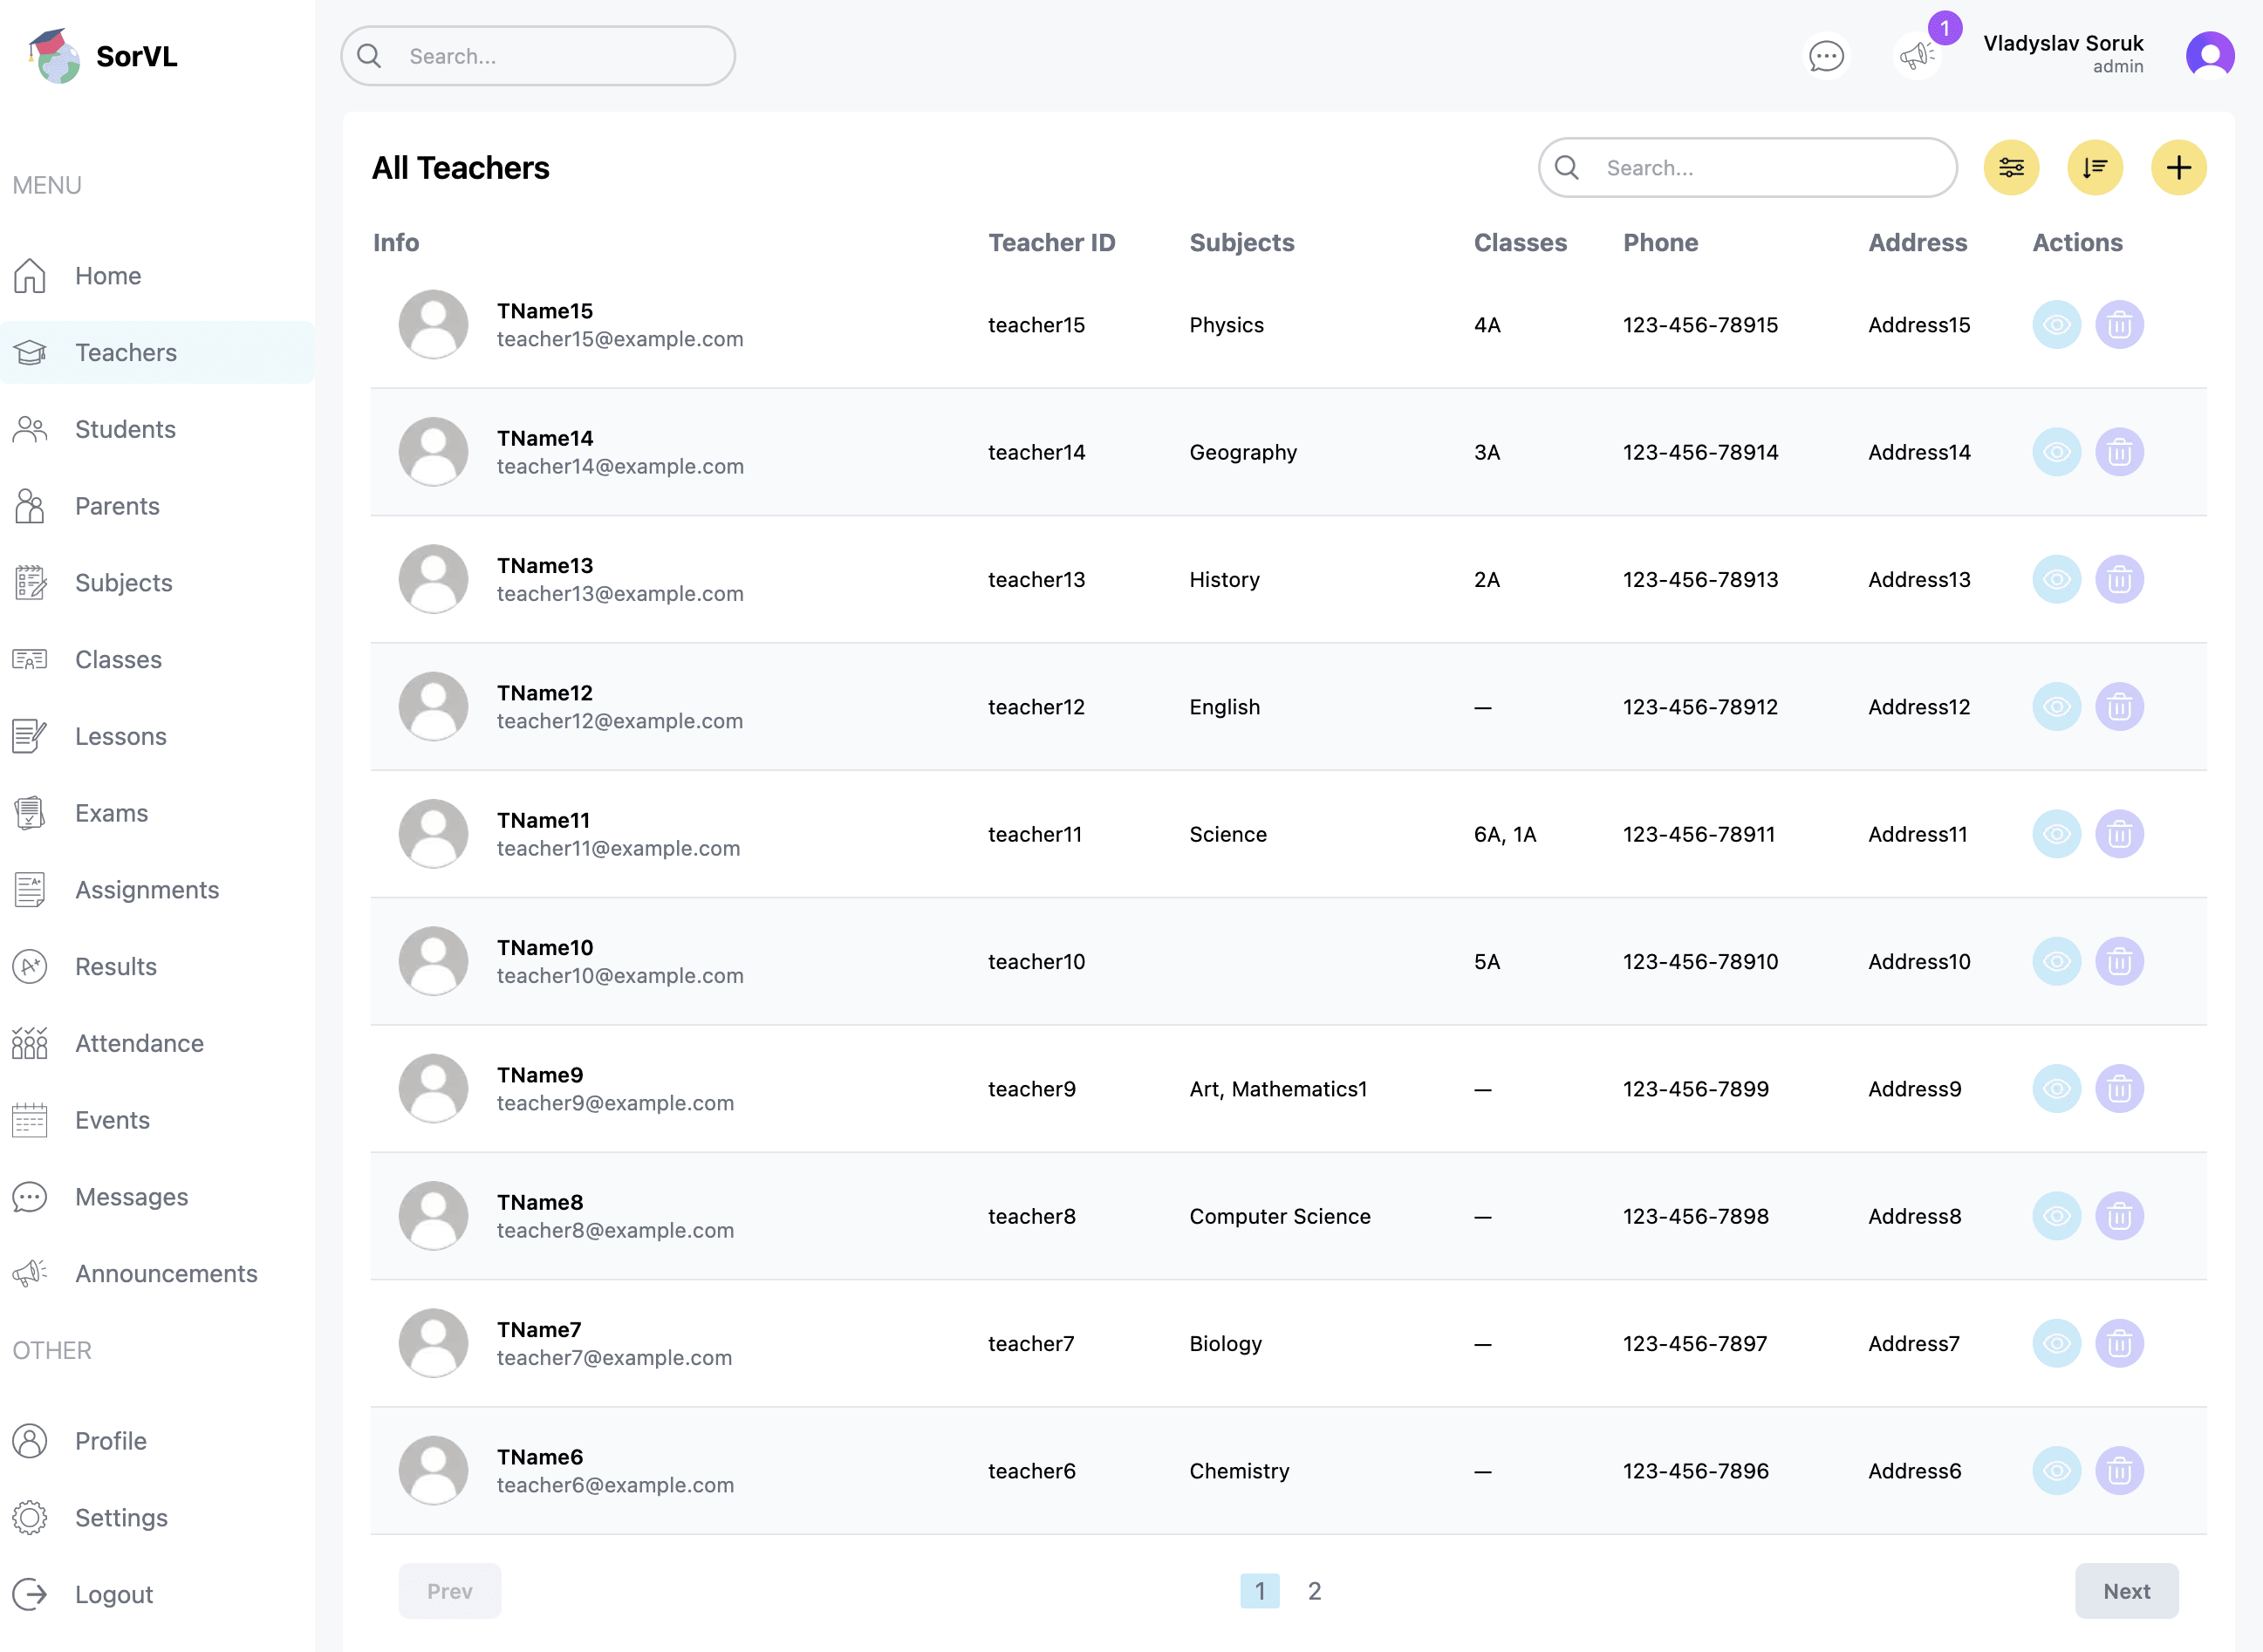 SorVL
Search...
1
Vladyslav Soruk
admin
MENU
Home
Teachers
Students
Parents
Subjects
Classes
Lessons
Exams
Assignments
Results
Attendance
Events
Messages
Announcements
OTHER
Profile
Settings
Logout
All Teachers
Search...
Info Teacher ID Subjects Classes Phone Address Actions
TName15
teacher15@example.com
teacher15 Physics 4A 123-456-78915 Address15
TName14
teacher14@example.com
teacher14 Geography 3A 123-456-78914 Address14
TName13
teacher13@example.com
teacher13 History 2A 123-456-78913 Address13
TName12
teacher12@example.com
teacher12 English — 123-456-78912 Address12
TName11
teacher11@example.com
teacher11 Science 6A, 1A 123-456-78911 Address11
TName10
teacher10@example.com
teacher10 5A 123-456-78910 Address10
TName9
teacher9@example.com
teacher9 Art, Mathematics1 — 123-456-7899 Address9
TName8
teacher8@example.com
teacher8 Computer Science — 123-456-7898 Address8
TName7
teacher7@example.com
teacher7 Biology — 123-456-7897 Address7
TName6
teacher6@example.com
teacher6 Chemistry — 123-456-7896 Address6
Prev 1 2 Next